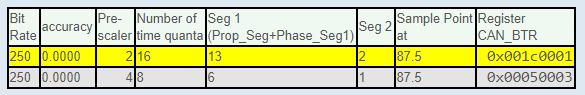 Bit Rate accuracy Pre-scaler Number of time quanta Seg 1 (Prop_Seg+Phase_Seg1) Seg 2 Sample Point at Register CAN_BTR
250 0.0000 2 16 13 2 87.5 0x001c0001
250 0.0000 4 8 6 1 87.5 0x00050003